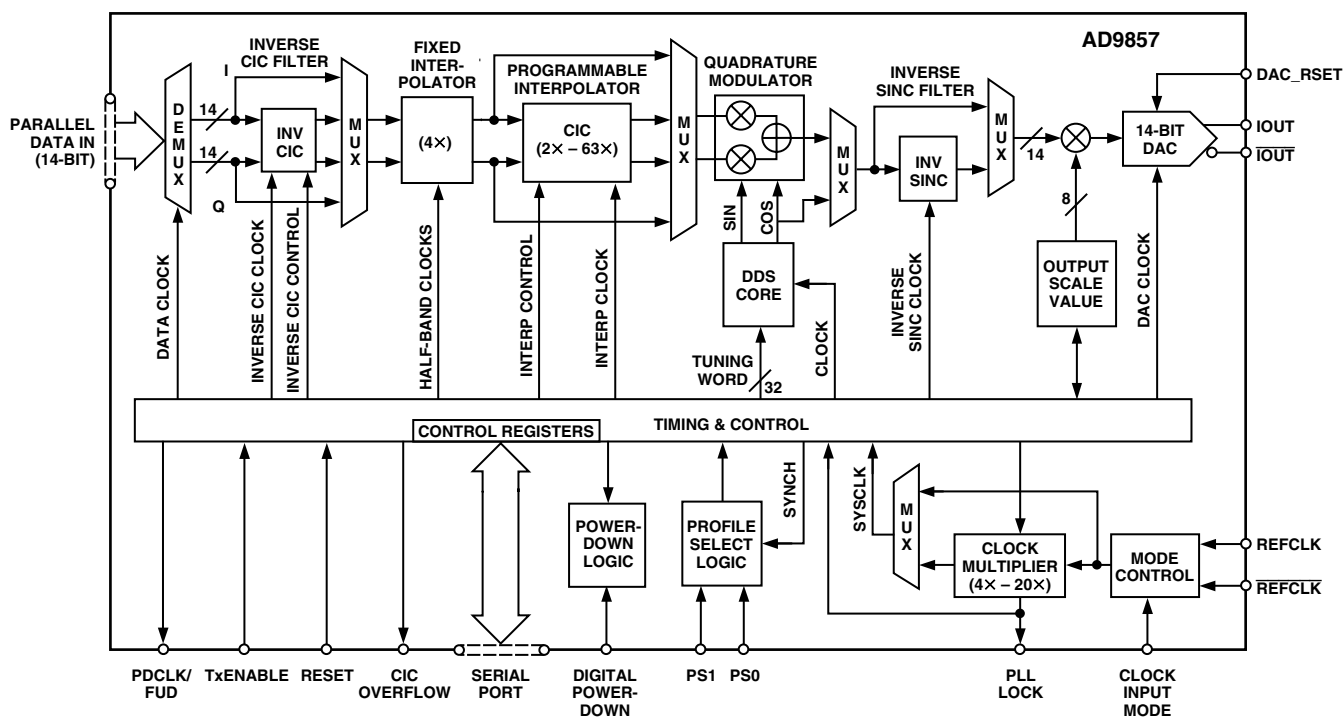 AD9857
INVERSE
CIC FILTER
FIXED
INTER-
POLATOR
PROGRAMMABLE
INTERPOLATOR
QUADRATURE
MODULATOR
INVERSE
SINC FILTER
DAC_RSET
PARALLEL
DATA IN
(14-BIT)
DEMUX
14
14
I
Q
INV
CIC
MUX
(4×)
CIC
(2× – 63×)
MUX
MUX
INV
SINC
MUX
14
14-BIT
DAC
IOUT
IOUT
SIN
COS
8
DATA CLOCK
INVERSE CIC CLOCK
INVERSE CIC CONTROL
HALF-BAND CLOCKS
INTERP CONTROL
INTERP CLOCK
DDS
CORE
TUNING
WORD
32
CLOCK
INVERSE
SINC CLOCK
OUTPUT
SCALE
VALUE
DAC CLOCK
TIMING & CONTROL
CONTROL REGISTERS
POWER-
DOWN
LOGIC
PROFILE
SELECT
LOGIC
SYNCH
SYSCLK
MUX
CLOCK
MULTIPLIER
(4× – 20×)
MODE
CONTROL
REFCLK
REFCLK
PDCLK/
FUD
TxENABLE
RESET
CIC
OVERFLOW
SERIAL
PORT
DIGITAL
POWER-
DOWN
PS1
PS0
PLL
LOCK
CLOCK
INPUT
MODE